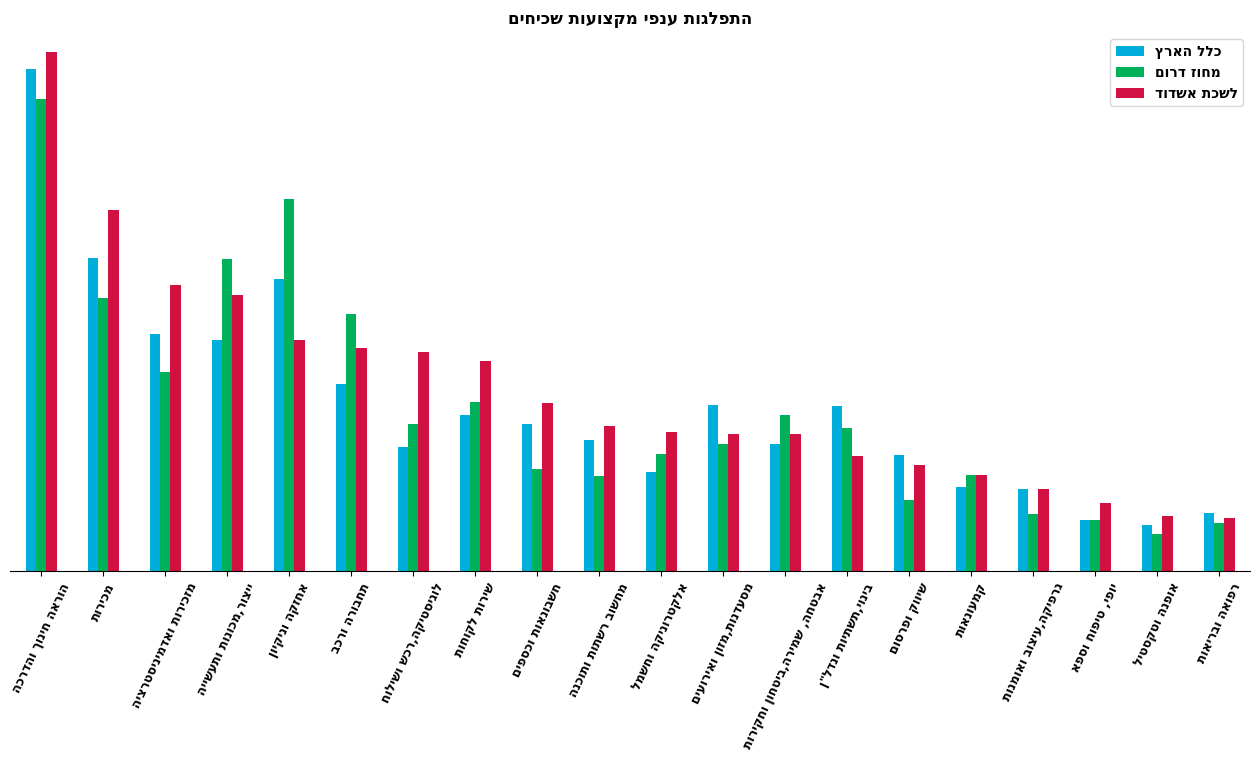 התפלגות ענפי מקצועות שכיחים
כלל הארץ
מחוז דרום
לשכת אשדוד
הוראה חינוך והדרכה
מכירות
מזכירות ואדמיניסטרציה
ייצור,מכונות ותעשייה
אחזקה וניקיון
תחבורה ורכב
לוגיסטיקה,רכש ושילוח
שירות לקוחות
חשבונאות וכספים
מחשוב רשתות ותוכנה
אלקטרוניקה וחשמל
מסעדנות,מזון ואירועים
אבטחה, שמירה,ביטחון וחקירות
בינוי,תשתיות ונדל"ן
שיווק ופרסום
קמעונאות
גרפיקה,עיצוב ואומנות
יופי, טיפוח וספא
אופנה וטקסטיל
רפואה ובריאות